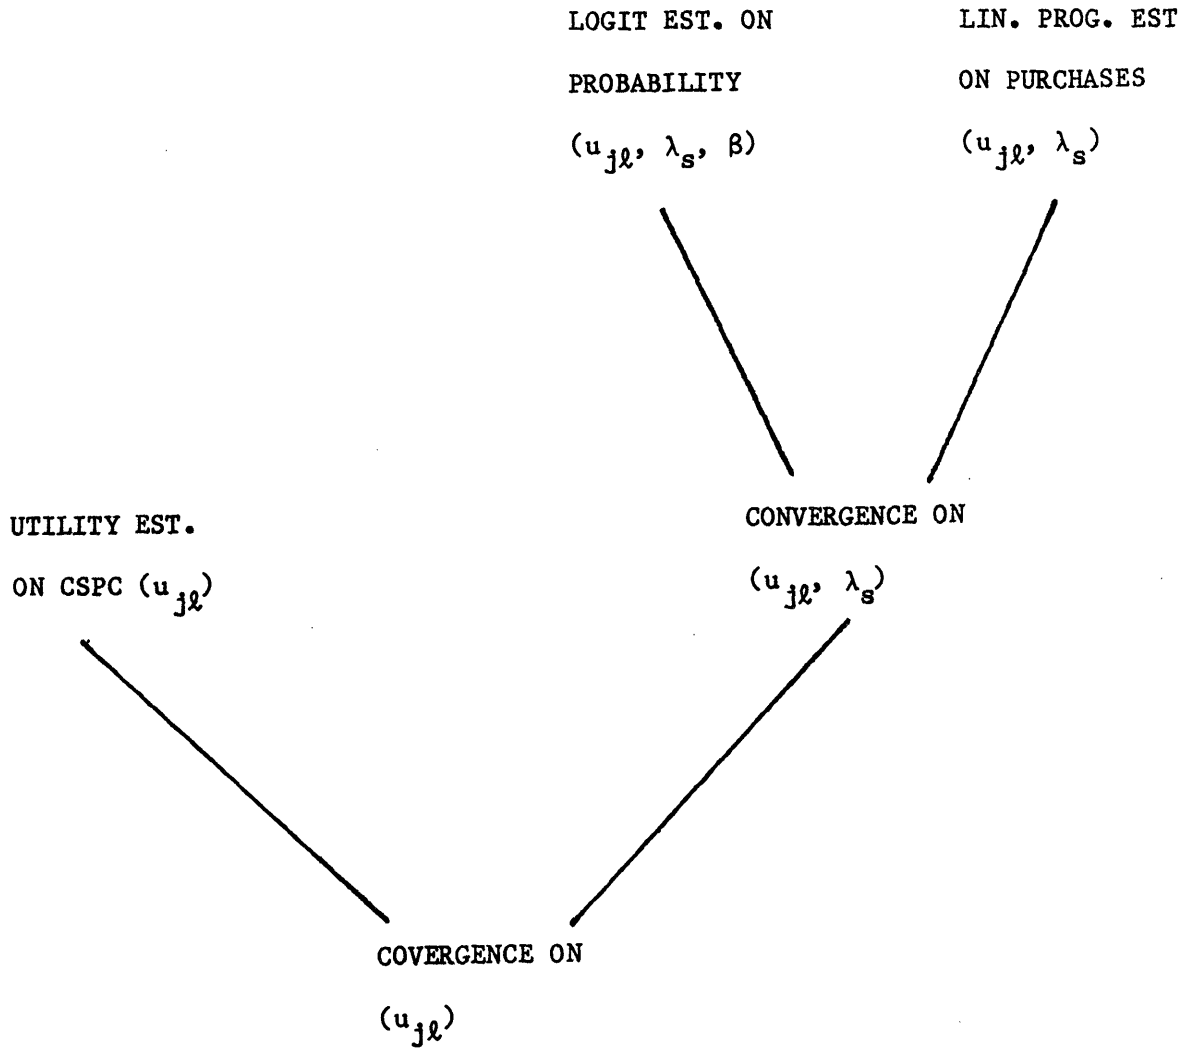 LOGIT EST. ON
PROBABILITY
(u_jℓ, λ_s, β)
LIN. PROG. EST
ON PURCHASES
(u_jℓ, λ_s)
UTILITY EST.
ON CSPC (u_jℓ)
CONVERGENCE ON
(u_jℓ, λ_s)
COVERGENCE ON
(u_jℓ)